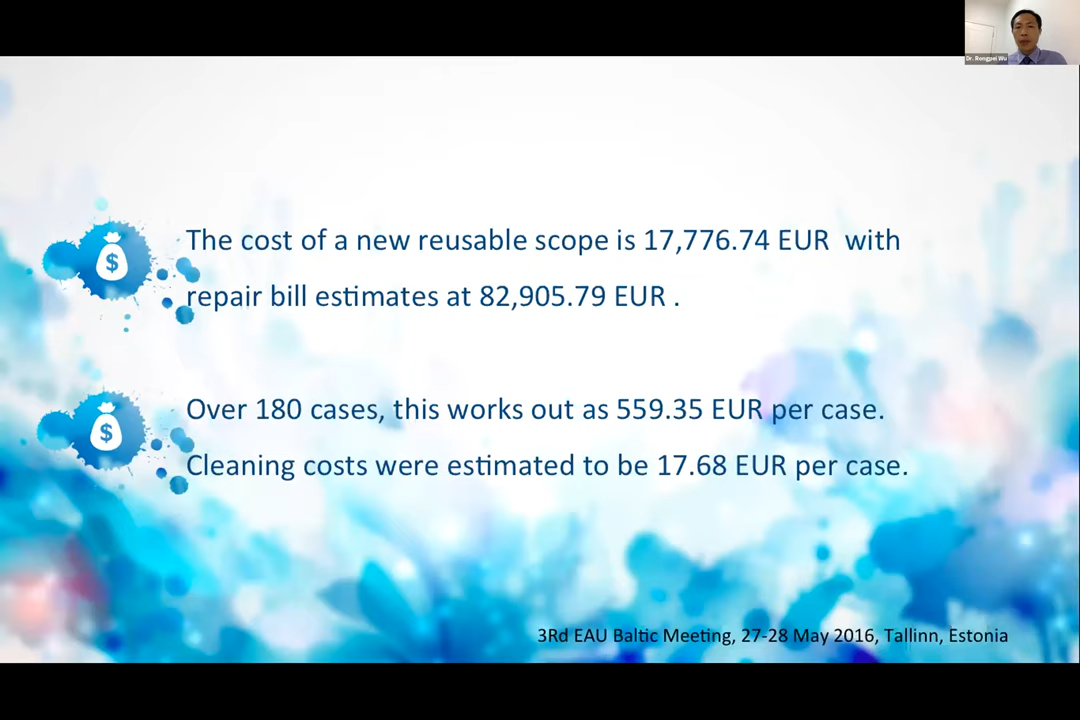 Dr. Rongpei Wu
The cost of a new reusable scope is 17,776.74 EUR with
repair bill estimates at 82,905.79 EUR .
Over 180 cases, this works out as 559.35 EUR per case.
Cleaning costs were estimated to be 17.68 EUR per case.
3Rd EAU Baltic Meeting, 27-28 May 2016, Tallinn, Estonia
$
$